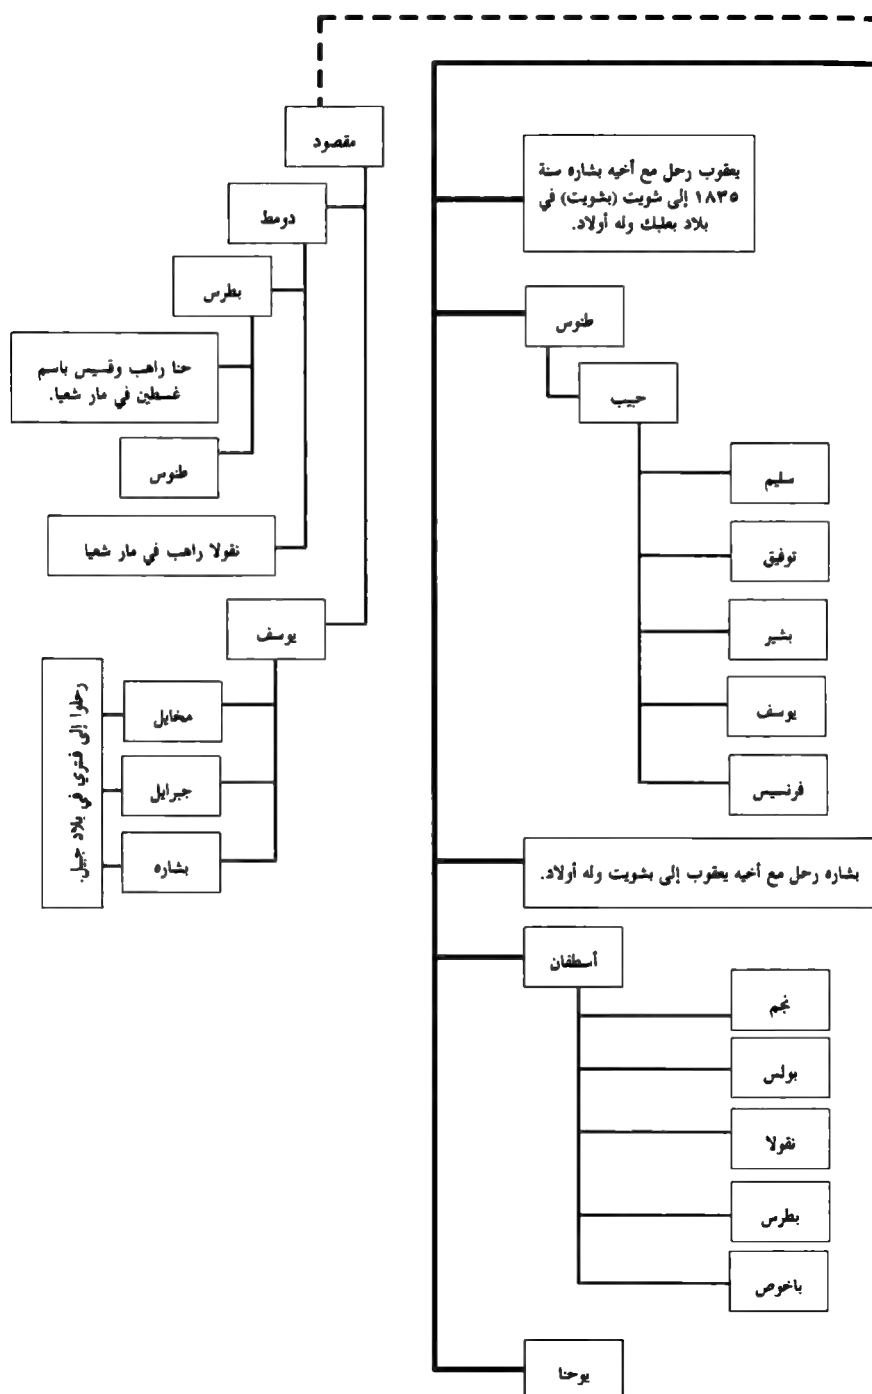 يعقوب رحل مع أخيه بشاره سنة
١٨٣٥ إلى شويت (بشويت) في
بلاد بعلبك وله أولاد.
طنوس
حبيب
سليم
توفيق
بشير
يوسف
فرنسيس
بشاره رحل مع أخيه يعقوب إلى بشويت وله أولاد.
أسطفان
نجم
بولس
نقولا
بطرس
باخوص
يوحنا
مقصود
دومط
بطرس
حنا راهب وقسيس باسم
غسطين في مار شعيا.
طنوس
نقولا راهب في مار شعيا
يوسف
مخايل
جبرايل
بشاره
رحلوا إلى فتري في بلاد جبيل.